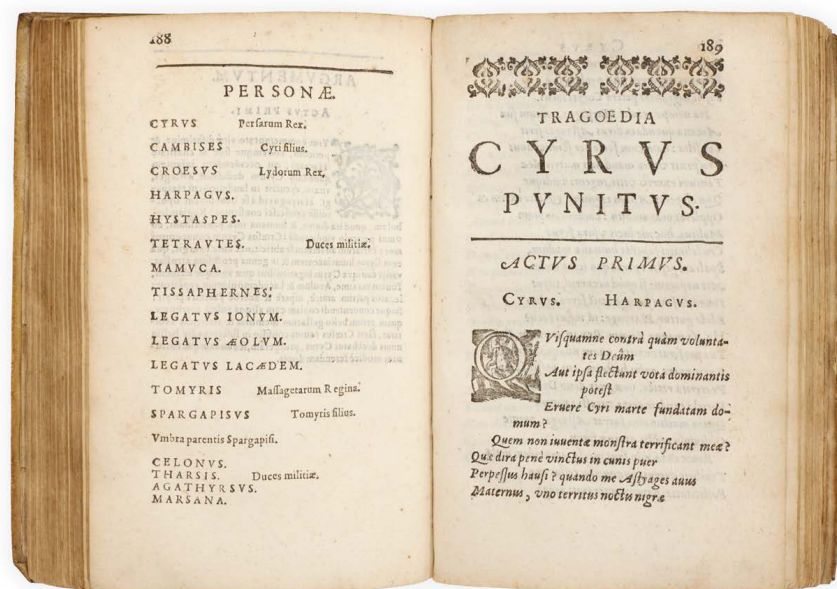 188
PERSONÆ.
CYRVS Persarum Rex.
CAMBISES Cyri filius.
CROESVS Lydorum Rex,
HARPAGVS.
HYSTASPES.
TETRAVTES. Duces militiæ.
MAMVCA.
TISSAPHERNES.
LEGATVS IONVM.
LEGATVS ÆOLVM.
LEGATVS LACÆDEM.
TOMYRIS Massagetarum Regina.
SPARGAPISVS Tomyris filius.
Vmbra parentis Spargapisi.
CELONVS.
THARSIS. Duces militiæ.
AGATHYRSVS.
MARSANA.
189
TRAGOEDIA
CYRVS
PVNITVS.
ACTVS PRIMVS.
CYRVS. HARPAGVS.
QVisquamne contrà quàm volunta-
tes Deûm
Aut ipsa flectunt vota dominantis
potest
Eruere Cyri marte fundatam do-
mum?
Quem non iuuentæ monstra terrificant meæ?
Quæ dira penè vinctus in cunis puer
Perpessus hausi? quando me Astyages auus
Maternus, vno territus noctu nigræ